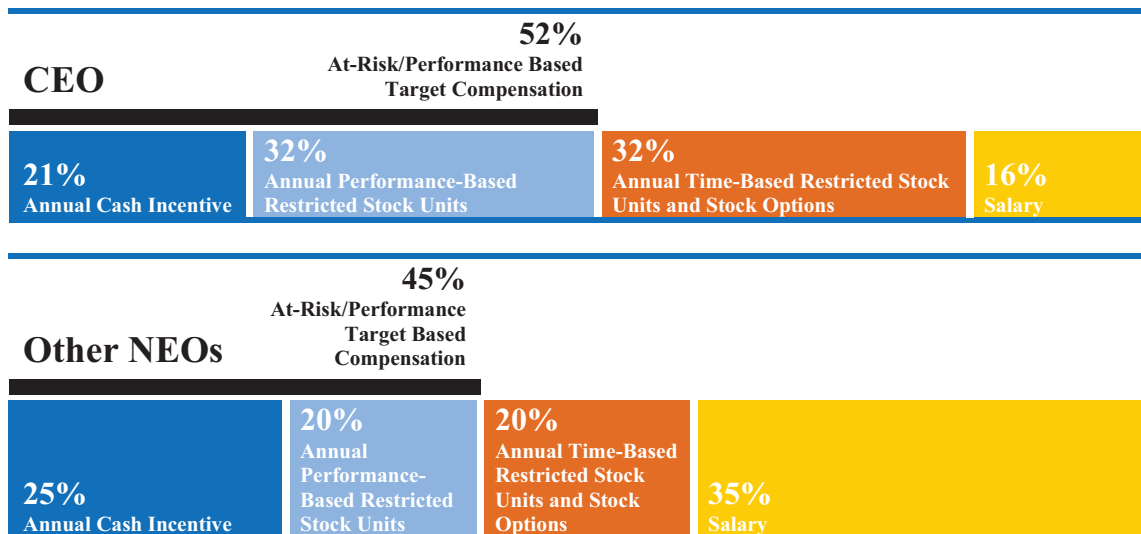 52%
At-Risk/Performance Based
Target Compensation
CEO
21%
Annual Cash Incentive
32%
Annual Performance-Based
Restricted Stock Units
32%
Annual Time-Based Restricted Stock
Units and Stock Options
16%
Salary
45%
At-Risk/Performance
Target Based
Compensation
Other NEOs
25%
Annual Cash Incentive
20%
Annual
Performance-
Based Restricted
Stock Units
20%
Annual Time-Based
Restricted Stock
Units and Stock
Options
35%
Salary